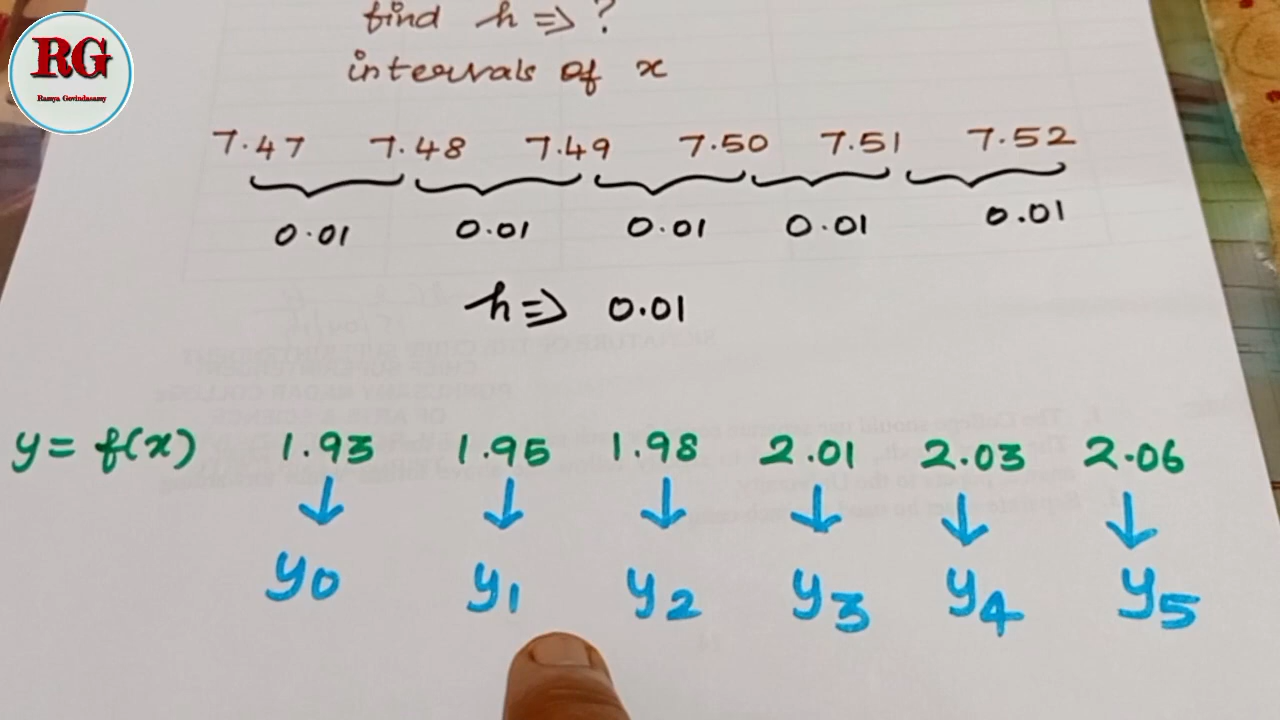 RG
Ramya Govindasamy
find h ⇒ ?
intervals of x
7.47 7.48 7.49 7.50 7.51 7.52
0.01 0.01 0.01 0.01 0.01
h ⇒ 0.01
y = f(x) 1.93 1.95 1.98 2.01 2.03 2.06
↓ ↓ ↓ ↓ ↓ ↓
y0 y1 y2 y3 y4 y5